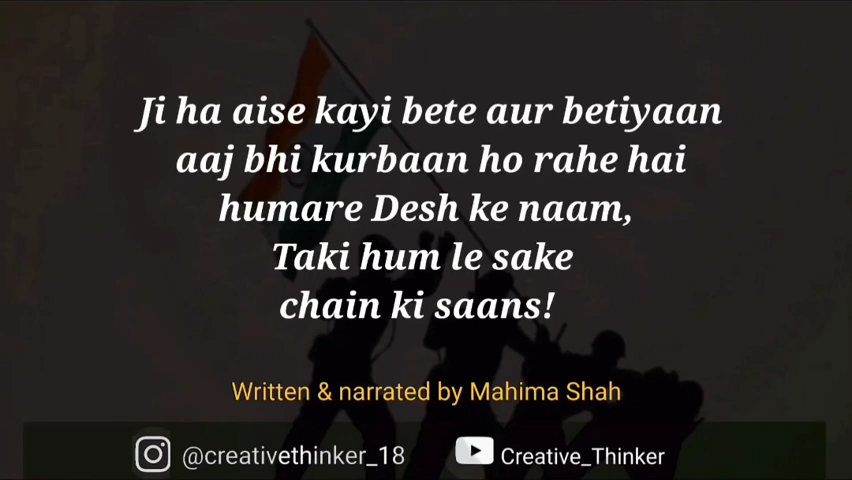 Ji ha aise kayi bete aur betiyaan
aaj bhi kurbaan ho rahe hai
humare Desh ke naam,
Taki hum le sake
chain ki saans!
Written & narrated by Mahima Shah
@creativethinker_18 Creative_Thinker